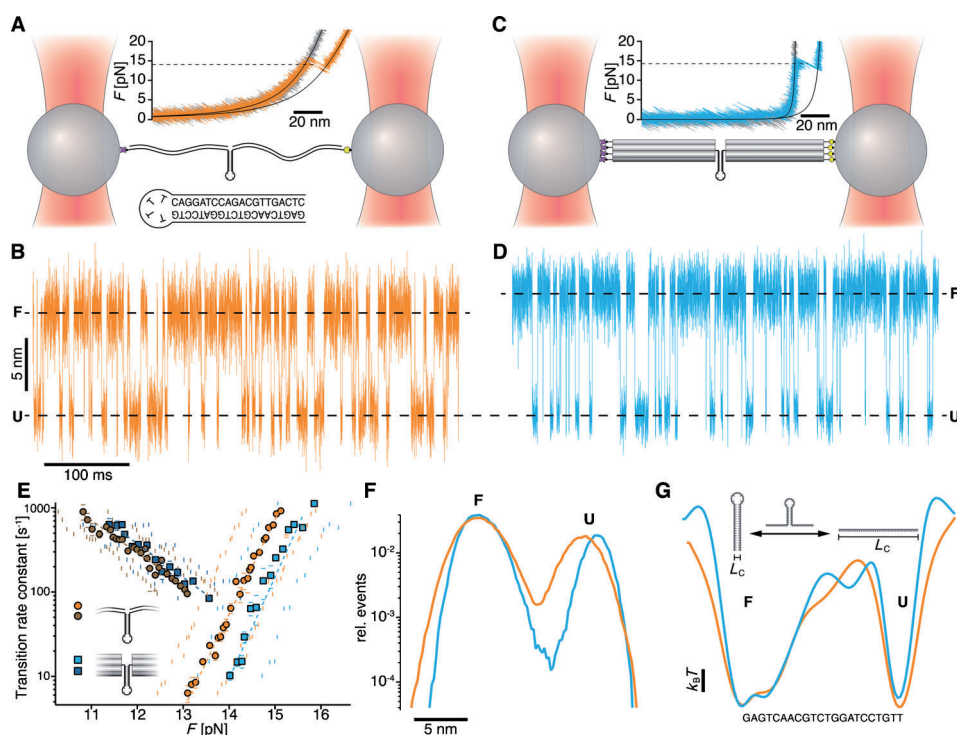 A
F [pN]
20
15
10
5
0
20 nm
T T T T
CAGGATCCAGACGTTGACTC
GAGTCAACGTCTGGATCCTG
C
F [pN]
20
15
10
5
0
20 nm
B
F
5 nm
U
100 ms
D
F
U
E
Transition rate constant [s⁻¹]
1000
100
10
11 12 13 14 15 16
F [pN]
F
rel. events
10⁻²
10⁻³
10⁻⁴
F
U
5 nm
G
L_C
L_C
F
U
k_BT
GAGTCAACGTCTGGATCCTGTT